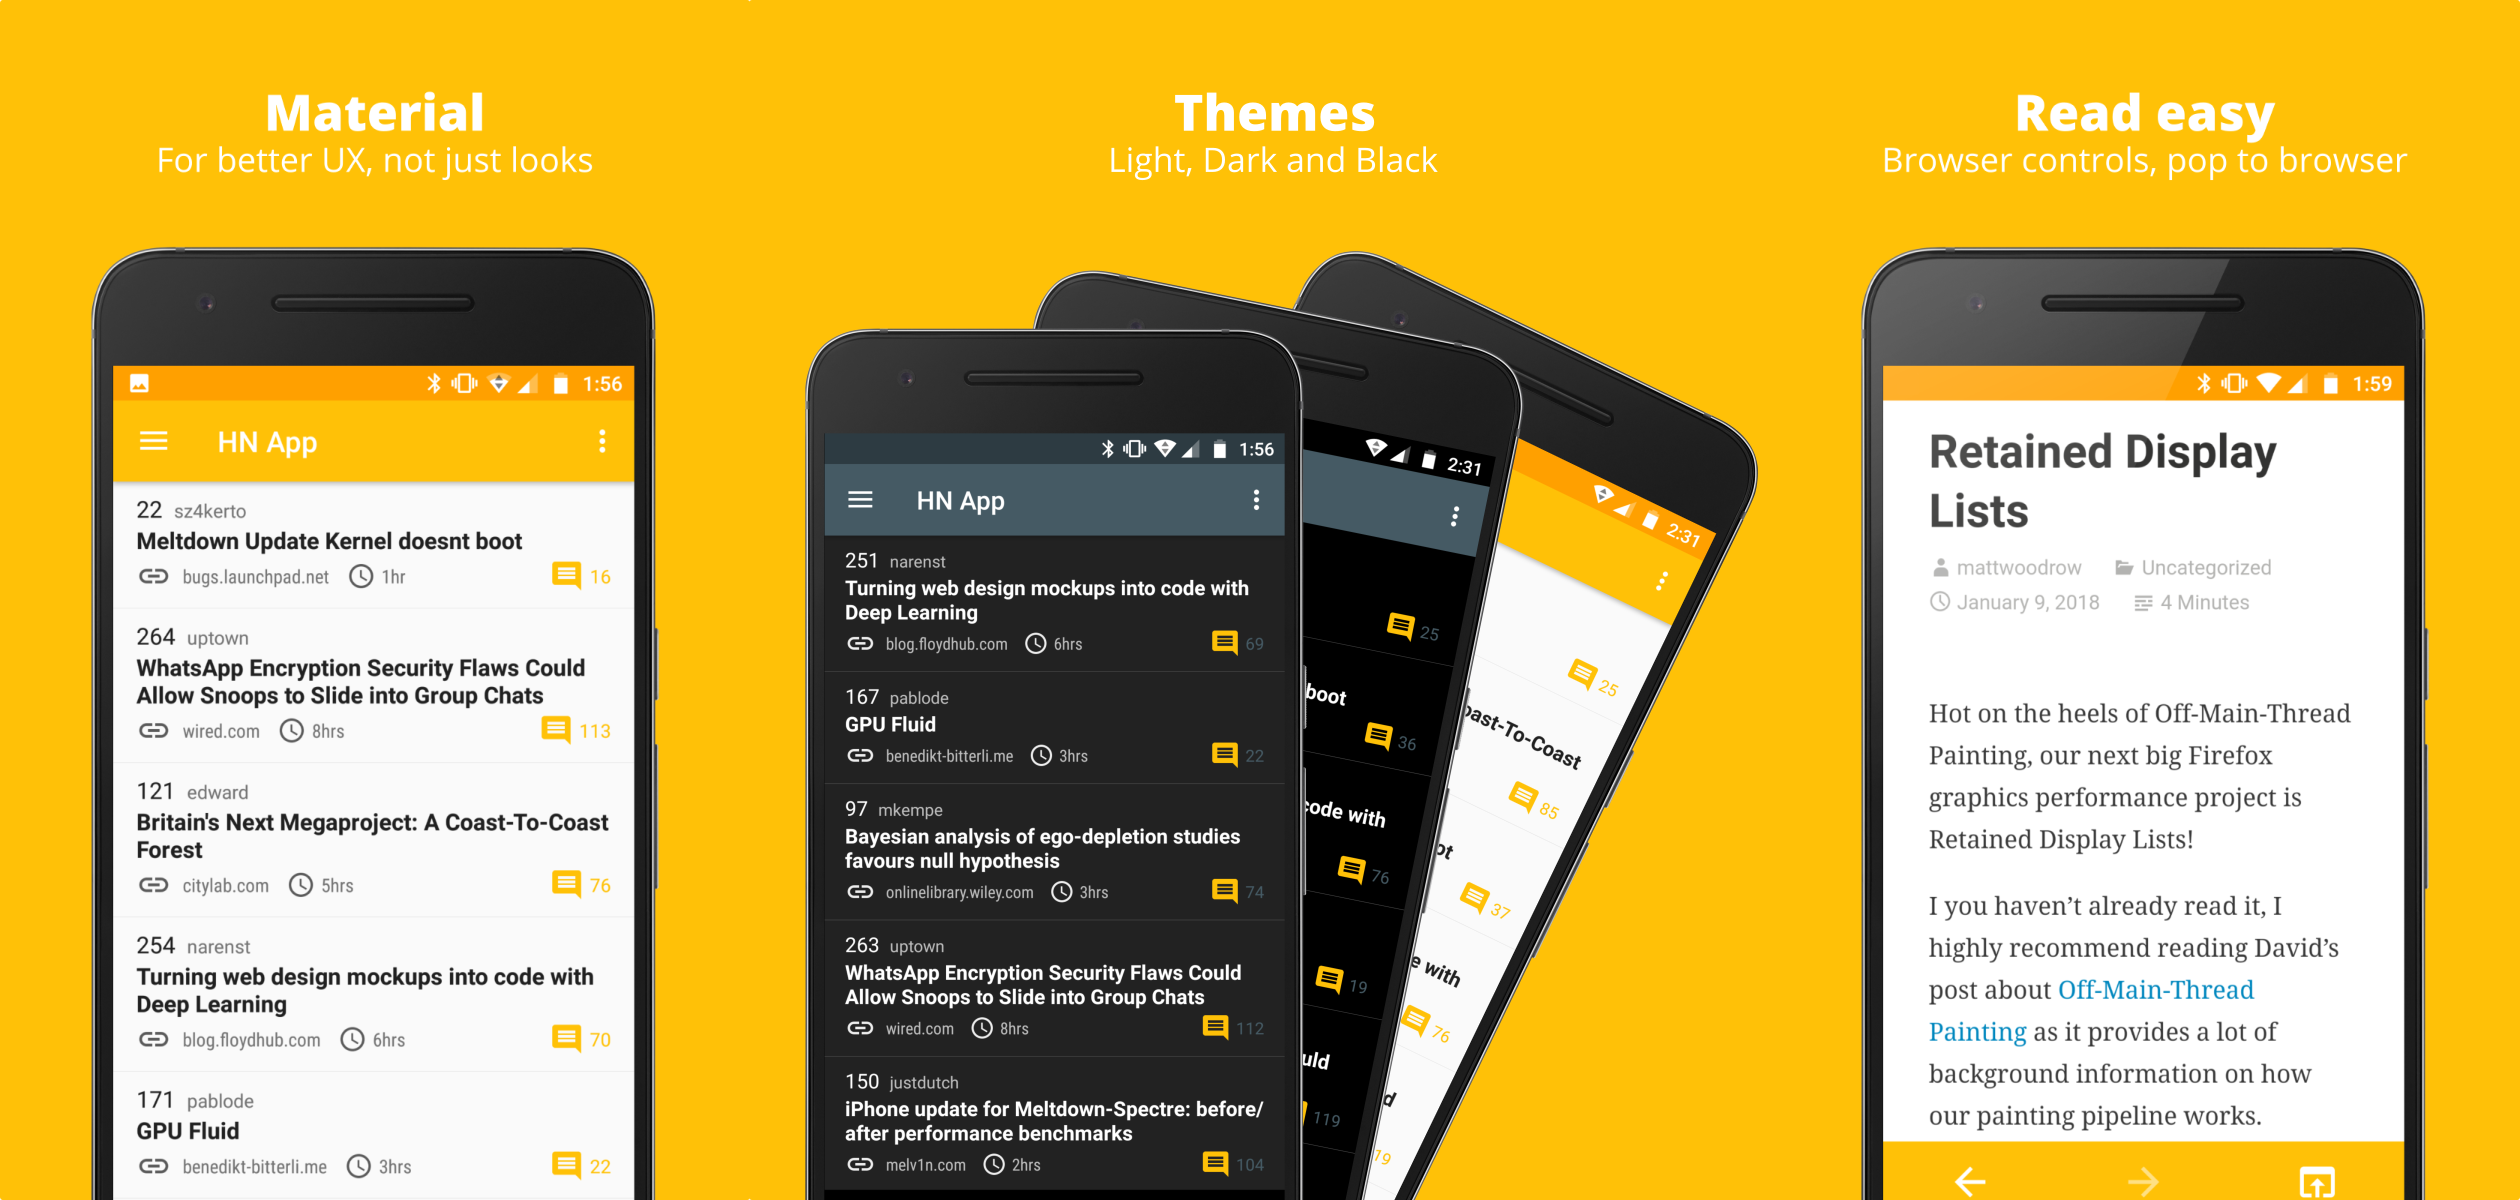 Material
For better UX, not just looks
1:56
HN App
22 sz4kerto
Meltdown Update Kernel doesnt boot
bugs.launchpad.net 1hr 16
264 uptown
WhatsApp Encryption Security Flaws Could
Allow Snoops to Slide into Group Chats
wired.com 8hrs 113
121 edward
Britain's Next Megaproject: A Coast-To-Coast
Forest
citylab.com 5hrs 76
254 narenst
Turning web design mockups into code with
Deep Learning
blog.floydhub.com 6hrs 70
171 pablode
GPU Fluid
benedikt-bitterli.me 3hrs 22
Themes
Light, Dark and Black
1:56
HN App
251 narenst
Turning web design mockups into code with
Deep Learning
blog.floydhub.com 6hrs 69
167 pablode
GPU Fluid
benedikt-bitterli.me 3hrs 22
97 mkempe
Bayesian analysis of ego-depletion studies
favours null hypothesis
onlinelibrary.wiley.com 3hrs 74
263 uptown
WhatsApp Encryption Security Flaws Could
Allow Snoops to Slide into Group Chats
wired.com 8hrs 112
150 justdutch
iPhone update for Meltdown-Spectre: before/
after performance benchmarks
melv1n.com 2hrs 104
2:31
25
boot
36
code with
76
19
uld
119
2:31
25
oast-To-Coast
85
ot
37
e with
76
d
19
Read easy
Browser controls, pop to browser
1:59
Retained Display
Lists
mattwoodrow Uncategorized
January 9, 2018 4 Minutes
Hot on the heels of Off-Main-Thread
Painting, our next big Firefox
graphics performance project is
Retained Display Lists!
I you haven’t already read it, I
highly recommend reading David’s
post about Off-Main-Thread
Painting as it provides a lot of
background information on how
our painting pipeline works.